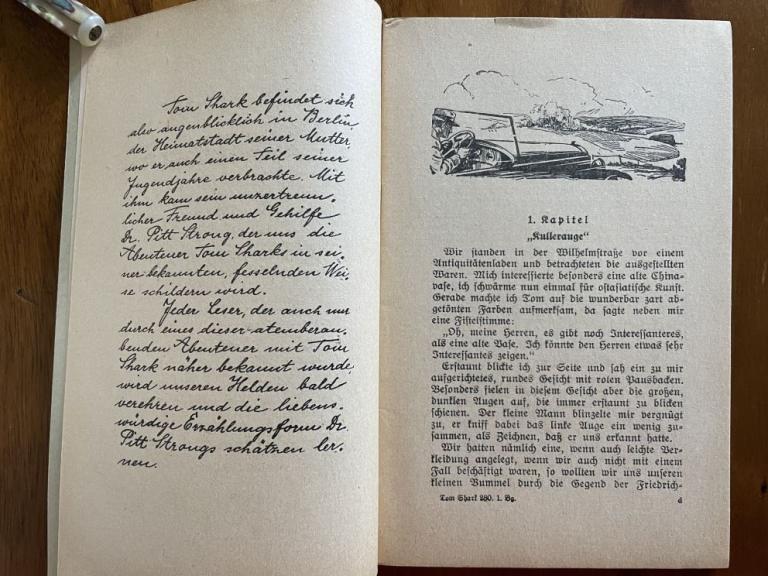 Tom Shark befindet sich
also augenblicklich in Berlin,
der Heimatstadt seiner Mutter,
wo er auch einen Teil seiner
Jugendjahre verbrachte. Mit
ihm kam sein unzertrenn-
licher Freund und Gehilfe
Dr. Pitt Strong, der uns die
Abenteuer Tom Sharks in sei-
ner bekannten, fesselnden Wei-
se schildern wird.
Jeder Leser, der auch nur
durch eines dieser atemberau-
benden Abenteuer mit Tom
Shark näher bekannt wurde,
wird unseren Helden bald
verehren und die liebens-
würdige Erzählungsform Dr.
Pitt Strongs schätzen ler-
nen.
1. Kapitel
„Kullerauge“
Wir standen in der Wilhelmstraße vor einem
Antiquitätenladen und betrachteten die ausgestellten
Waren. Mich interessierte besonders eine alte China-
vase, ich schwärme nun einmal für ostasiatische Kunst.
Gerade machte ich Tom auf die wunderbar zart ab-
getönten Farben aufmerksam, da sagte neben mir
eine Fistelstimme:
„Oh, meine Herren, es gibt noch Interessanteres,
als eine alte Vase. Ich könnte den Herren etwas sehr
Interessantes zeigen.“
Erstaunt blickte ich zur Seite und sah ein zu mir
aufgerichtetes, rundes Gesicht mit roten Pausbacken.
Besonders fielen in diesem Gesicht aber die großen,
dunklen Augen auf, die immer erstaunt zu blicken
schienen. Der kleine Mann blinzelte mir vergnügt
zu, er kniff dabei das linke Auge ein wenig zu-
sammen, als Zeichen, daß er uns erkannt hatte.
Wir hatten nämlich eine, wenn auch leichte Ver-
kleidung angelegt, denn wir auch nicht mit einem
Fall beschäftigt waren, so wollten wir uns unseren
kleinen Bummel durch die Gegend der Friedrich-
Tom Shark 280. 1. Bg.